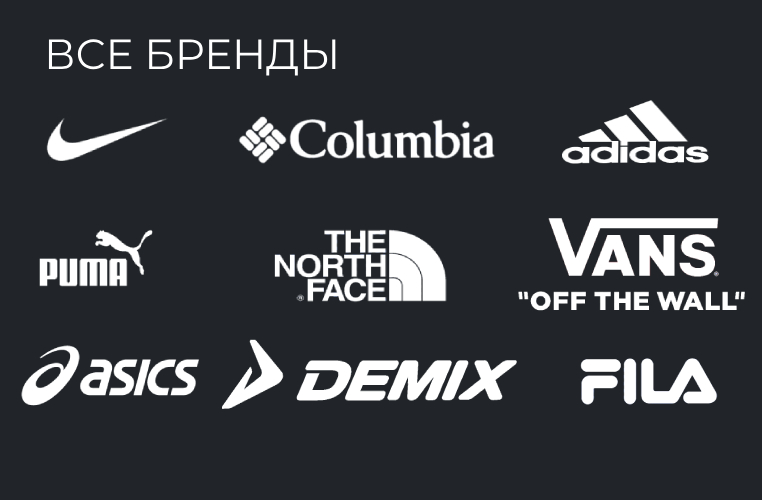 ВСЕ БРЕНДЫ
Columbia
adidas
PUMA
THE
NORTH
FACE
®
VANS
®
"OFF THE WALL"
asics
DEMIX
FILA